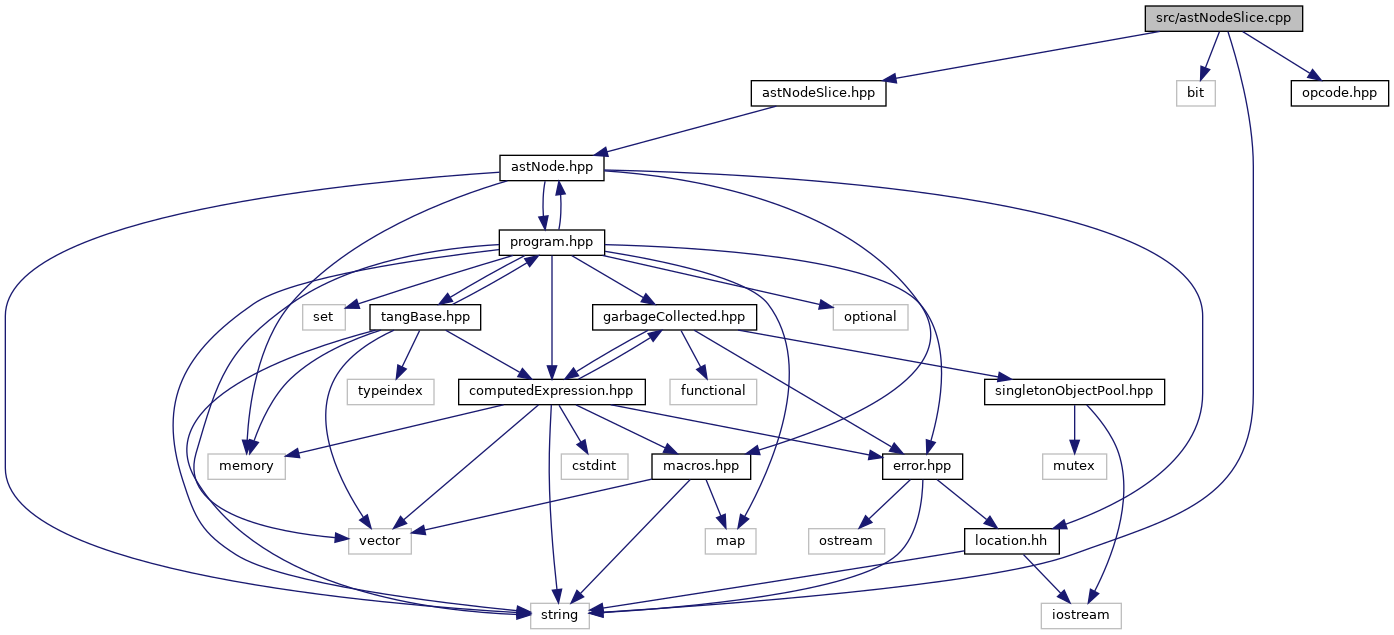 src/astNodeSlice.cpp
astNodeSlice.hpp
bit
opcode.hpp
astNode.hpp
program.hpp
set
tangBase.hpp
garbageCollected.hpp
optional
typeindex
computedExpression.hpp
functional
singletonObjectPool.hpp
memory
cstdint
macros.hpp
error.hpp
mutex
vector
map
ostream
location.hh
string
iostream